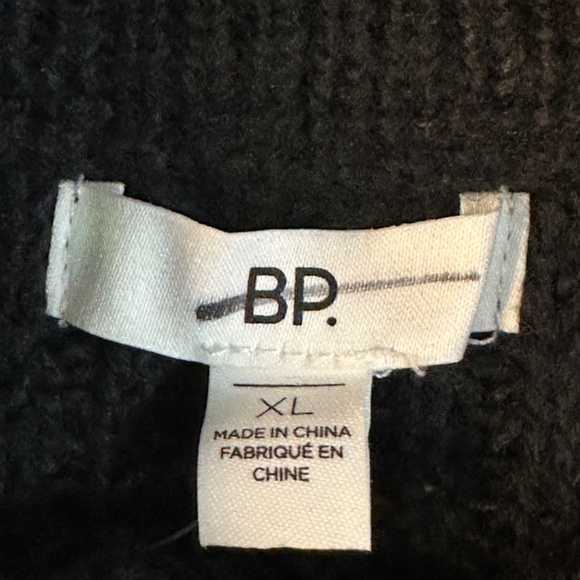 BP.
XL
MADE IN CHINA
FABRIQUÉ EN
CHINE